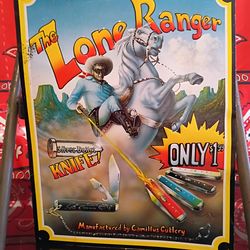 The
Lone Ranger
Silver Bullet
KNIFE!
ONLY $1
Manufactured by Camillus Cutlery